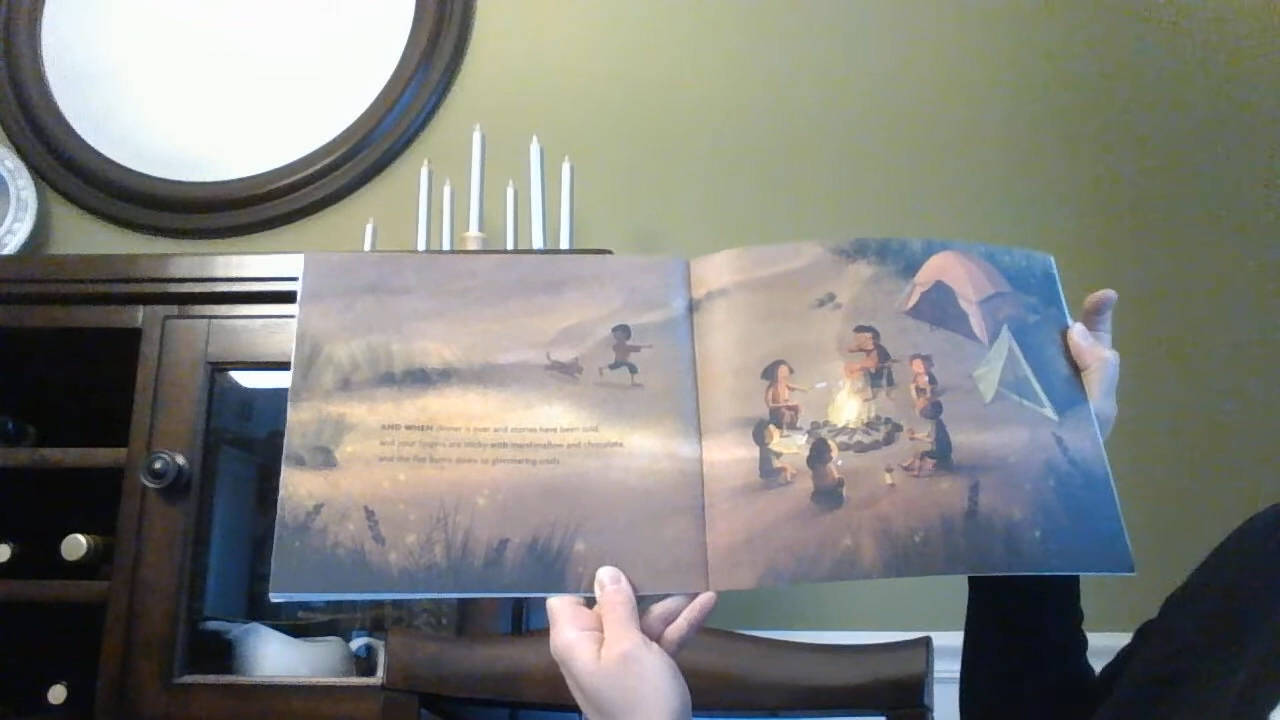 AND WHEN dinner is over and stories have been told,
and your fingers are sticky with marshmallow and chocolate,
and the fire burns down to glimmering coals